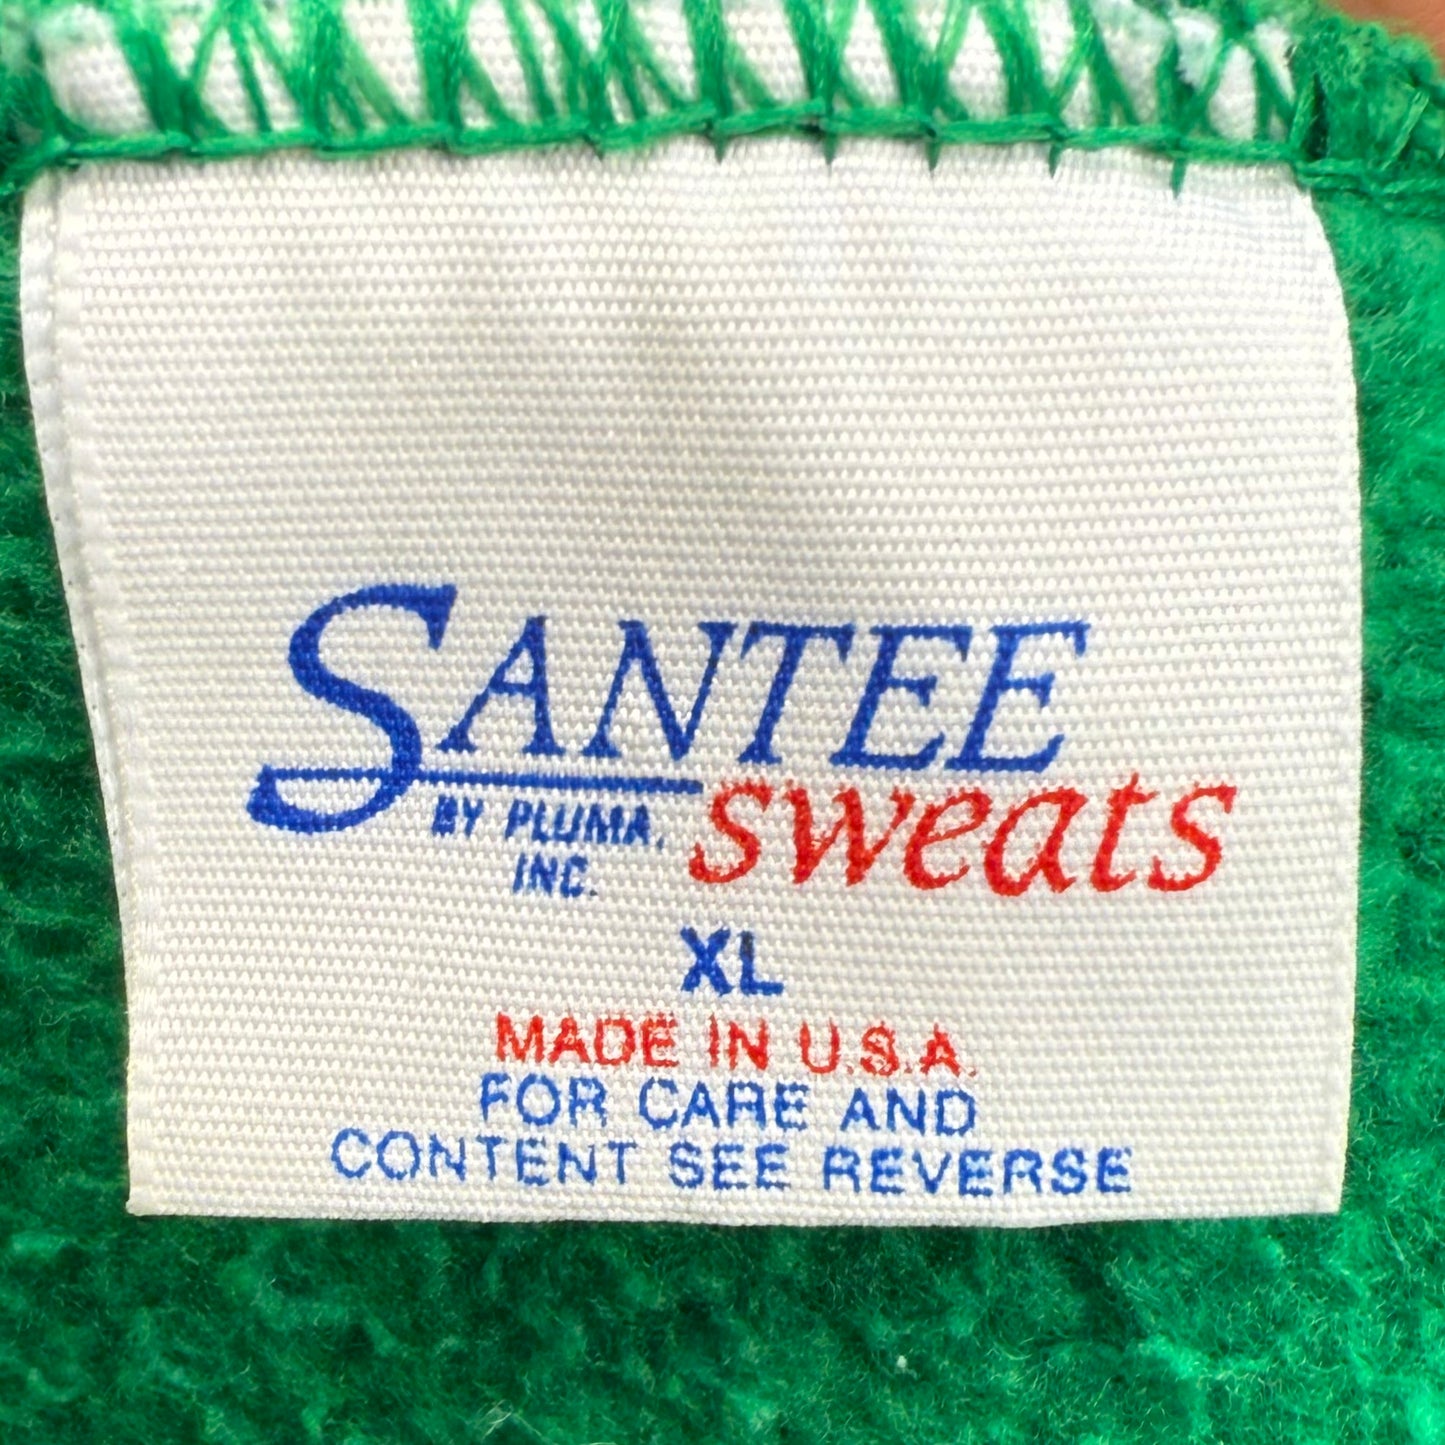 SANTEE
BY PLUMA,
INC.
sweats
XL
MADE IN U.S.A.
FOR CARE AND
CONTENT SEE REVERSE